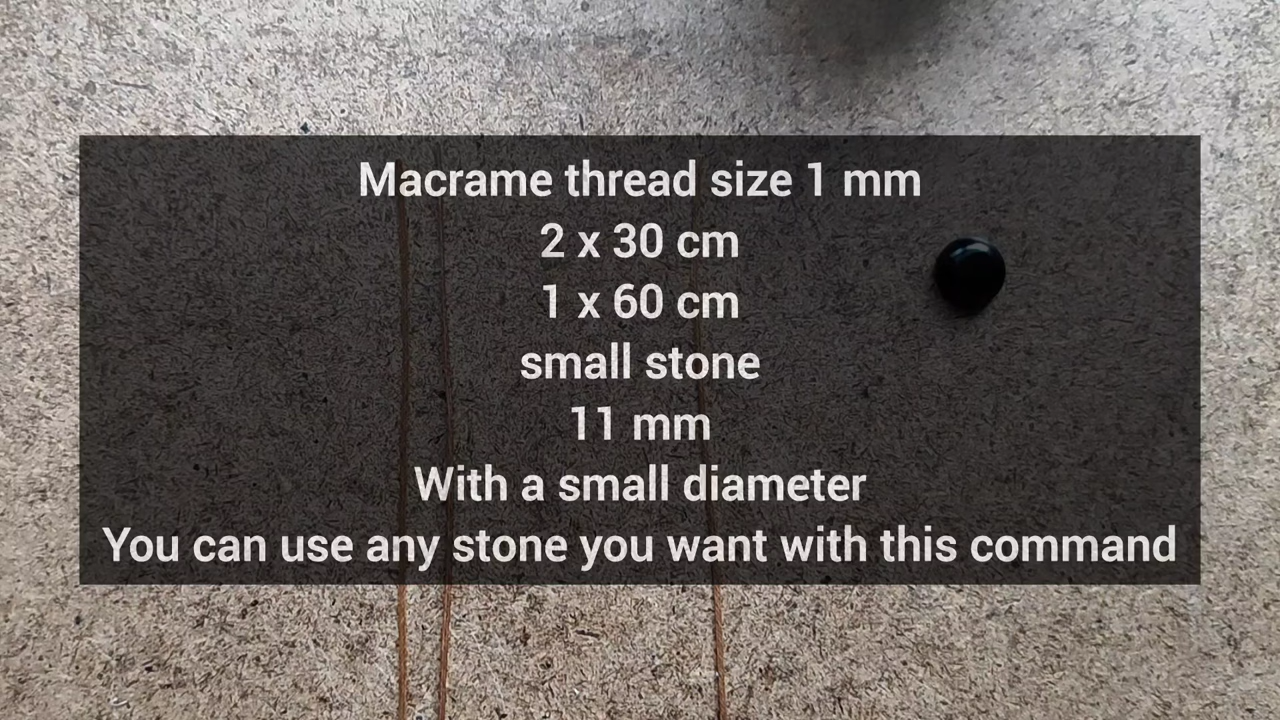 Macrame thread size 1 mm
2 x 30 cm
1 x 60 cm
small stone
11 mm
With a small diameter
You can use any stone you want with this command